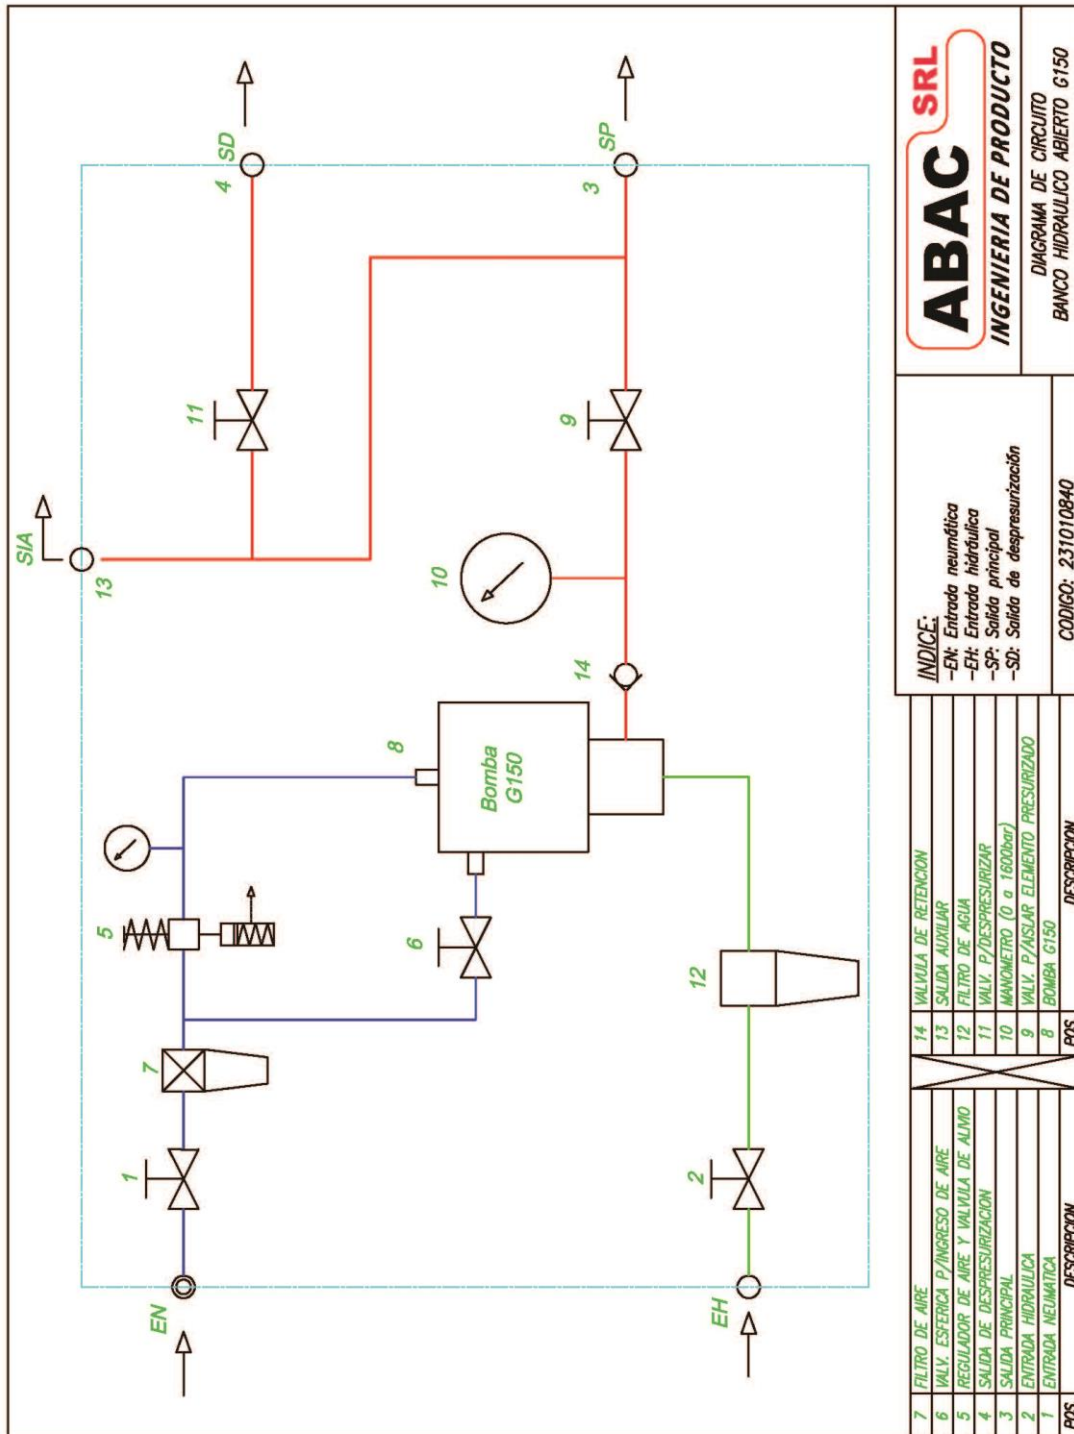 EN
EH
1
2
7
5
6
8
12
Bomba
G150
14
10
9
11
13
SIA
4
SD
3
SP
7 FILTRO DE AIRE
6 VALV. ESFERICA P/INGRESO DE AIRE
5 REGULADOR DE AIRE Y VALVULA DE ALIVIO
4 SALIDA DE DESPRESURIZACION
3 SALIDA PRINCIPAL
2 ENTRADA HIDRAULICA
1 ENTRADA NEUMATICA
POS DESCRIPCION
14 VALVULA DE RETENCION
13 SALIDA AUXILIAR
12 FILTRO DE AGUA
11 VALV. P/DESPRESURIZAR
10 MANOMETRO (0 a 1600bar)
9 VALV. P/AISLAR ELEMENTO PRESURIZADO
8 BOMBA G150
POS DESCRIPCION
INDICE:
-EN: Entrada neumática
-EH: Entrada hidráulica
-SP: Salida principal
-SD: Salida de despresurización
CODIGO: 231010840
ABAC SRL
INGENIERIA DE PRODUCTO
DIAGRAMA DE CIRCUITO
BANCO HIDRAULICO ABIERTO G150